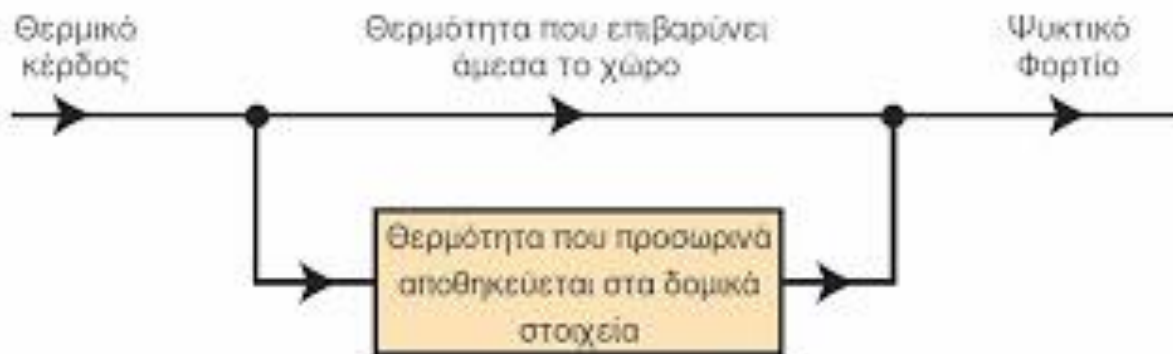 Θερμικό
κέρδος
Θερμότητα που επιβαρύνει
άμεσα το χώρο
Ψυκτικό
Φορτίο
Θερμότητα που προσωρινά
αποθηκεύεται στα δομικά
στοιχεία